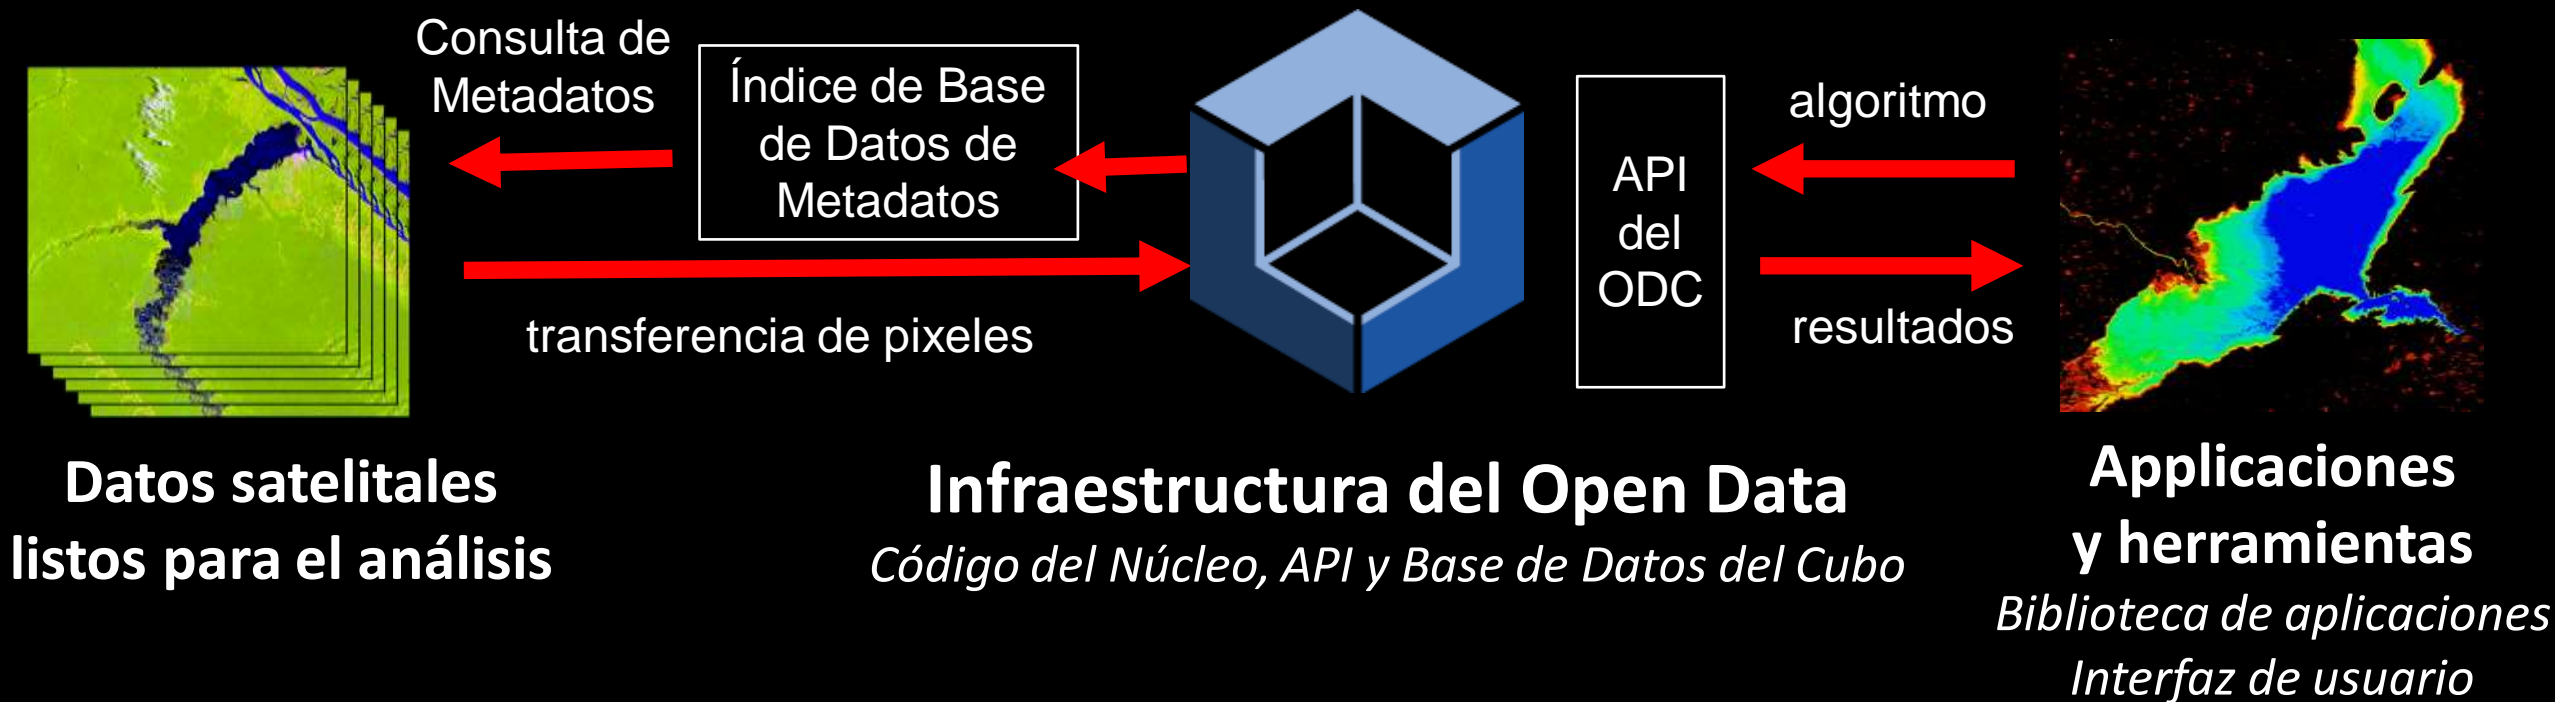 Consulta de
Metadatos
Índice de Base
de Datos de
Metadatos
transferencia de pixeles
API
del
ODC
algoritmo
resultados
Datos satelitales
listos para el análisis
Infraestructura del Open Data
Código del Núcleo, API y Base de Datos del Cubo
Applicaciones
y herramientas
Biblioteca de aplicaciones
Interfaz de usuario